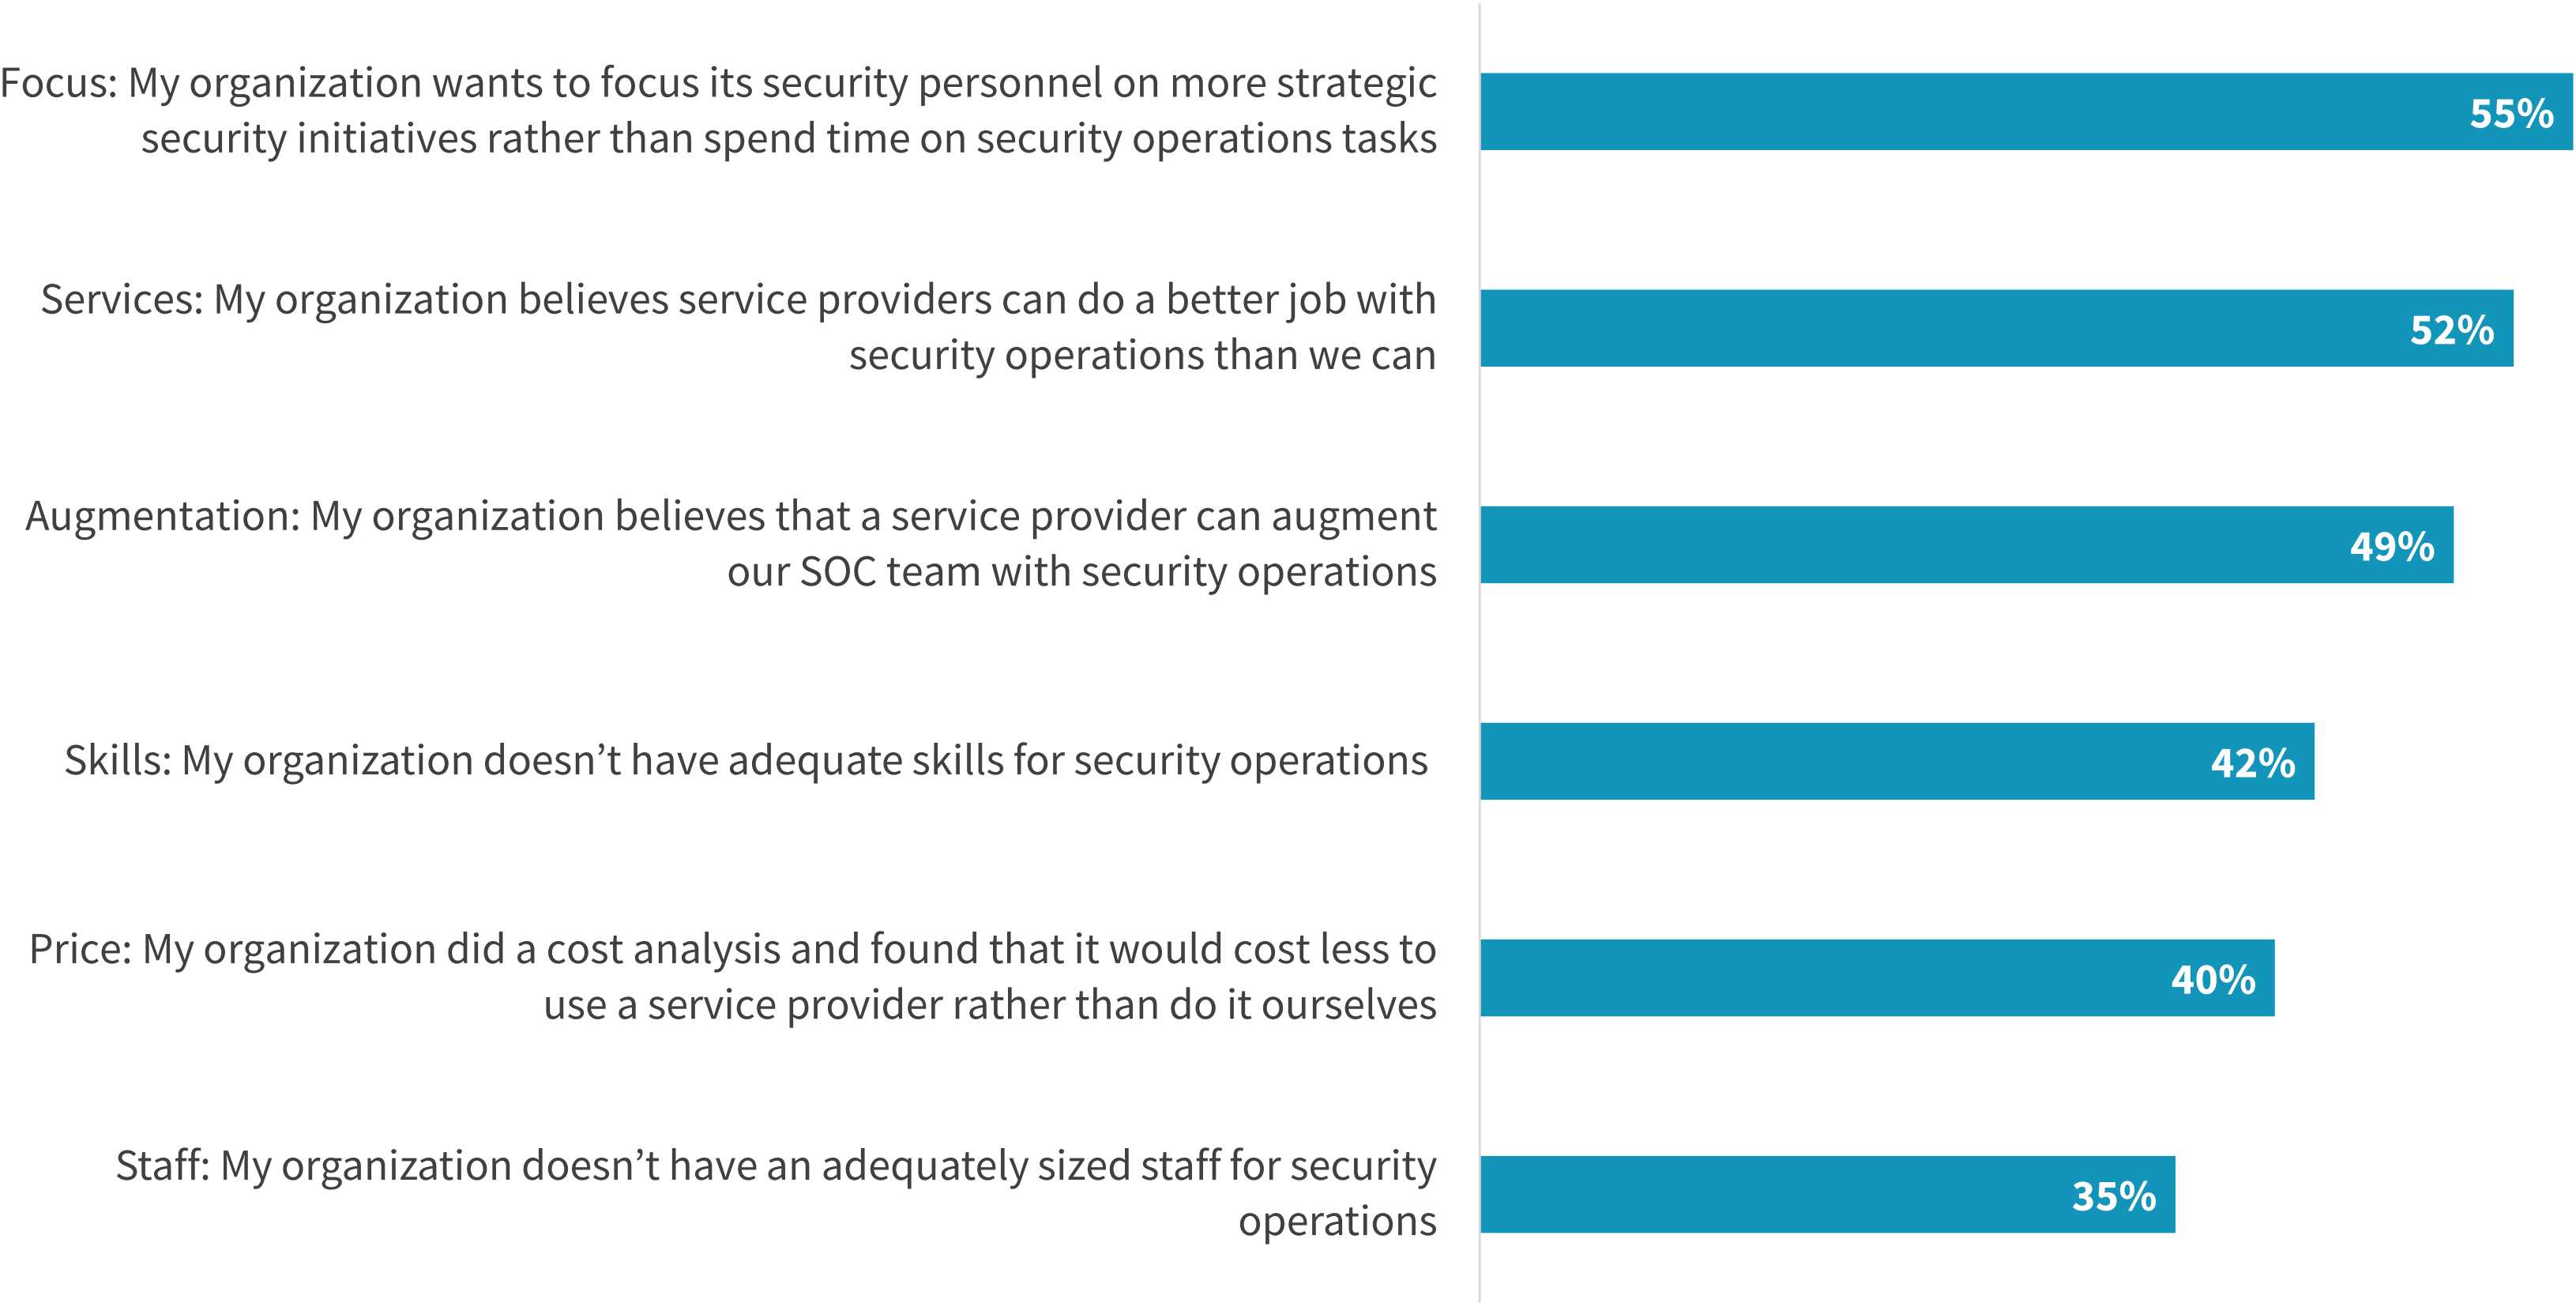 Focus: My organization wants to focus its security personnel on more strategic
security initiatives rather than spend time on security operations tasks
55%
Services: My organization believes service providers can do a better job with
security operations than we can
52%
Augmentation: My organization believes that a service provider can augment
our SOC team with security operations
49%
Skills: My organization doesn’t have adequate skills for security operations
42%
Price: My organization did a cost analysis and found that it would cost less to
use a service provider rather than do it ourselves
40%
Staff: My organization doesn’t have an adequately sized staff for security
operations
35%